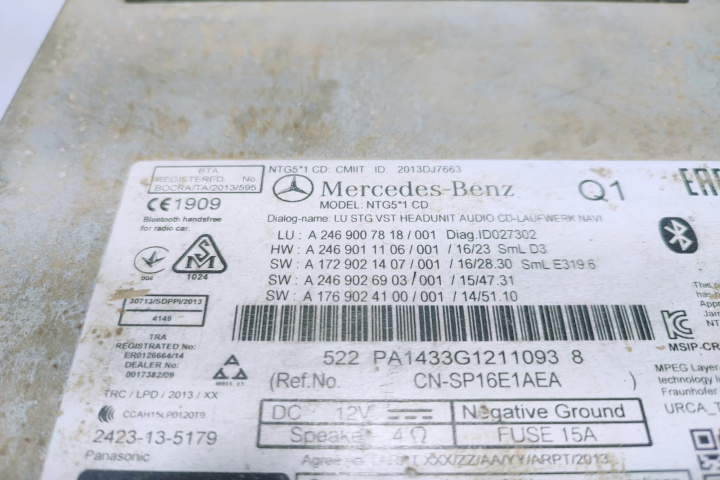 BTA
REGISTERED. No
BOCRA/TA/2013/595
NTG5*1 CD: CMIIT ID: 2013DJ7663
Mercedes-Benz
Q1
MODEL: NTG5*1 CD
CE1909
Bluetooth handsfree
for radio car.
Dialog-name: LU STG VST HEADUNIT AUDIO CD-LAUFWERK NAVI
LU : A 246 900 78 18 / 001 Diag.ID027302
HW : A 246 901 11 06 / 001 / 16/23 SmL D3
SW : A 172 902 14 07 / 001 / 16/28.30 SmL E319.6
SW : A 246 902 69 03 / 001 / 15/47.31
SW : A 176 902 41 00 / 001 / 14/51.10
1024
30713/SDPPI/2013
4149
TRA
REGISTRATED No:
ER0126664/14
DEALER No:
0017382/09
522 PA1433G1211093 8
(Ref.No. CN-SP16E1AEA )
MSIP-CR
MPEG Layer
technology
Fraunhofer
URCA_T
TRC / LPD / 2013 / XX
CCAH15LP0120T9
2423-13-5179
Panasonic
DC 12V
Negative Ground
Speaker 4 Ω
FUSE 15A
/ZZ/AA/YY/ARPT/2013